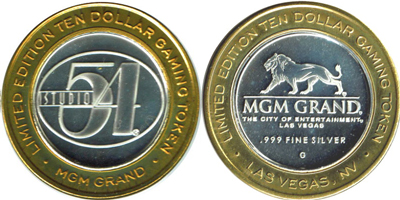 LIMITED EDITION TEN DOLLAR GAMING TOKEN
STUDIO 54
• MGM GRAND •
LIMITED EDITION TEN DOLLAR GAMING TOKEN
MGM GRAND.
THE CITY OF ENTERTAINMENT.
LAS VEGAS
.999 FINE SILVER
G
• LAS VEGAS, NV •